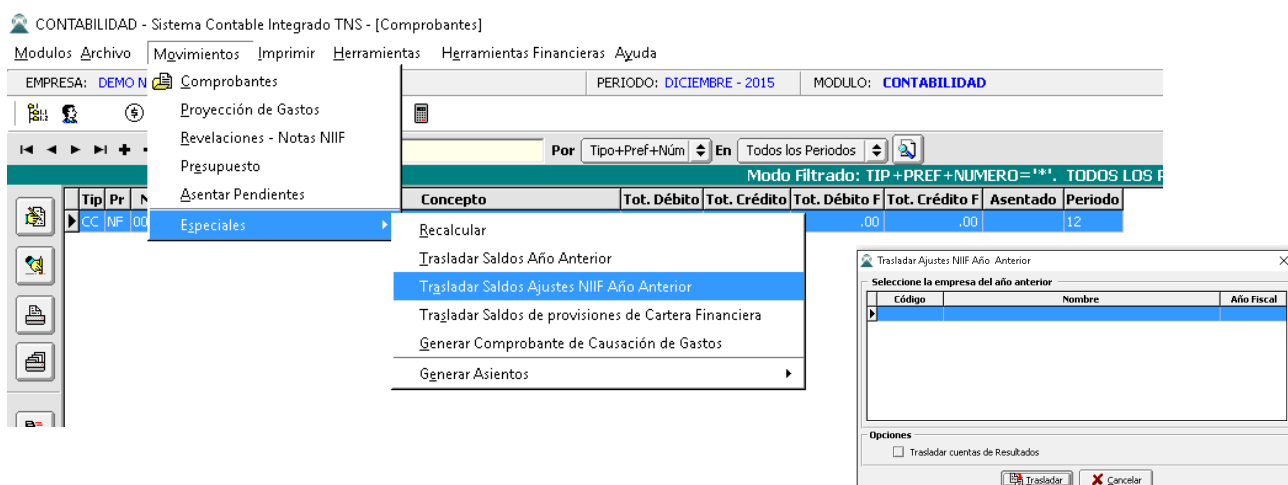 CONTABILIDAD - Sistema Contable Integrado TNS - [Comprobantes]
Modulos Archivo Movimientos Imprimir Herramientas Herramientas Financieras Ayuda
EMPRESA: DEMO N PERIODO: DICIEMBRE - 2015 MODULO: CONTABILIDAD
Comprobantes
Proyección de Gastos
Revelaciones - Notas NIIF
Presupuesto
Asentar Pendientes
Especiales
Por Tipo+Pref+Núm En Todos los Periodos
Modo Filtrado: TIP+PREF+NUMERO='*'. TODOS LOS P
Tip Pr N Concepto Tot. Débito Tot. Crédito Tot. Débito F Tot. Crédito F Asentado Periodo
CC NF 00 .00 .00 12
Recalcular
Trasladar Saldos Año Anterior
Trasladar Saldos Ajustes NIIF Año Anterior
Trasladar Saldos de provisiones de Cartera Financiera
Generar Comprobante de Causación de Gastos
Generar Asientos
Trasladar Ajustes NIIF Año Anterior
Seleccione la empresa del año anterior
Código Nombre Año Fiscal
Opciones
Trasladar cuentas de Resultados
Trasladar Cancelar